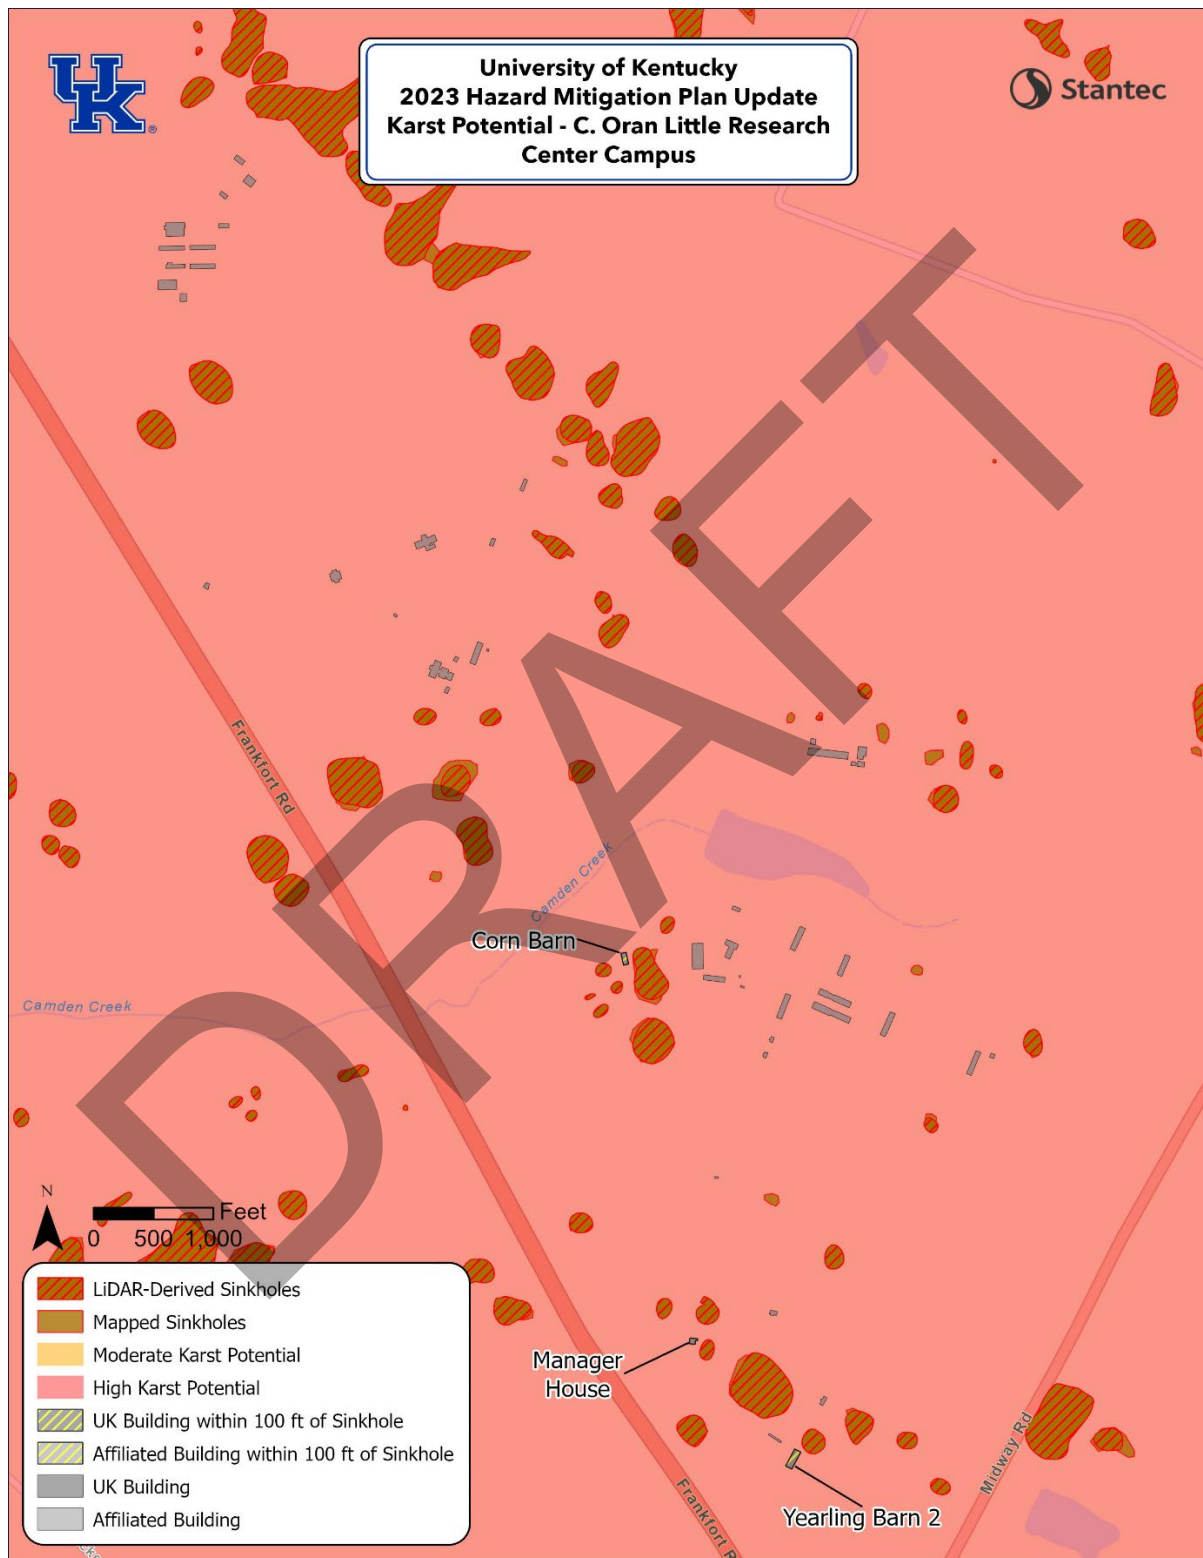 UK
®
University of Kentucky
2023 Hazard Mitigation Plan Update
Karst Potential - C. Oran Little Research
Center Campus
Stantec
DRAFT
Frankfort Rd
Camden Creek
Corn Barn
Camden Creek
N
Feet
0 500 1,000
LiDAR-Derived Sinkholes
Mapped Sinkholes
Moderate Karst Potential
High Karst Potential
UK Building within 100 ft of Sinkhole
Affiliated Building within 100 ft of Sinkhole
UK Building
Affiliated Building
Manager
House
Midway Rd
Frankfort R
Yearling Barn 2